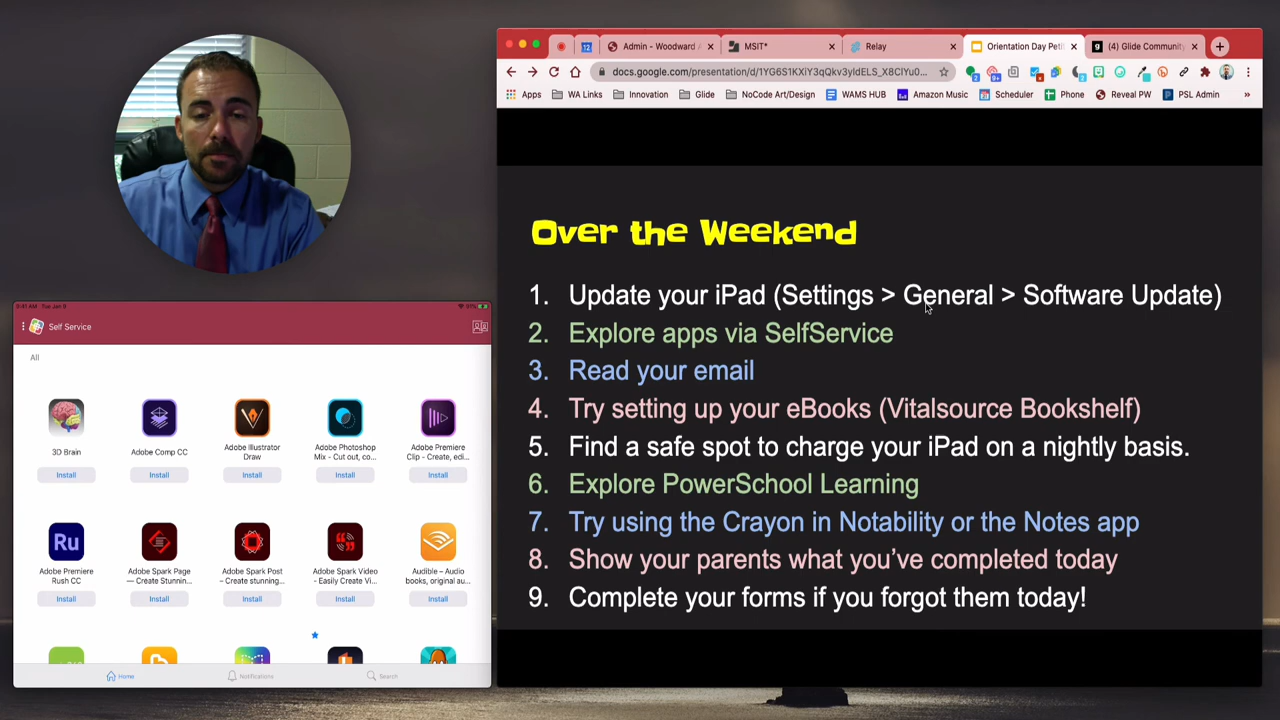 Admin - Woodward A
MSIT*
Relay
Orientation Day Peti
(4) Glide Community
docs.google.com/presentation/d/1YG6S1KXiY3qQkv3yldELS_X8ClYu0...
Apps
WA Links
Innovation
Glide
NoCode Art/Design
WAMS HUB
Amazon Music
Scheduler
Phone
Reveal PW
PSL Admin
»
Over the Weekend
1. Update your iPad (Settings > General > Software Update)
2. Explore apps via SelfService
3. Read your email
4. Try setting up your eBooks (Vitalsource Bookshelf)
5. Find a safe spot to charge your iPad on a nightly basis.
6. Explore PowerSchool Learning
7. Try using the Crayon in Notability or the Notes app
8. Show your parents what you've completed today
9. Complete your forms if you forgot them today!
9:41 AM Tue Jan 9
Self Service
All
3D Brain
Install
Adobe Comp CC
Install
Adobe Illustrator
Draw
Install
Adobe Photoshop
Mix - Cut out, co...
Install
Adobe Premiere
Clip - Create, edi...
Install
Ru
Adobe Premiere
Rush CC
Install
Adobe Spark Page
— Create Stunnin...
Install
Adobe Spark Post
- Create stunning...
Install
Adobe Spark Video
- Easily Create Vi...
Install
Audible – Audio
books, original au...
Install
Home
Notifications
Search